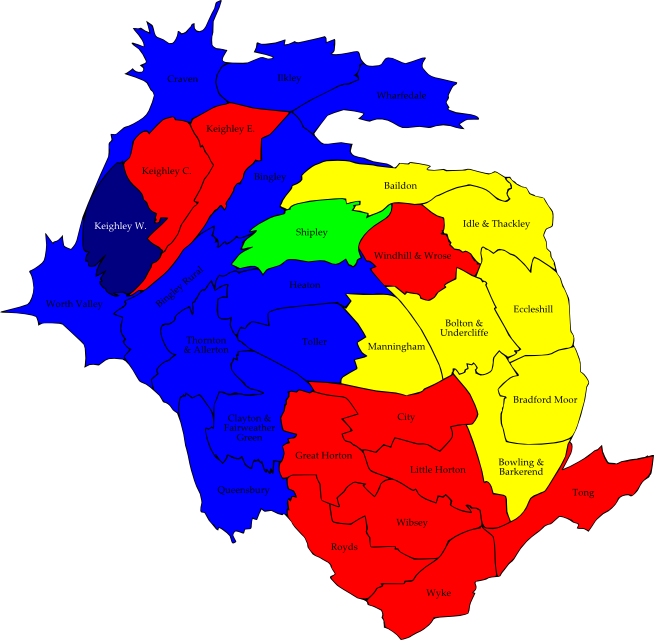 Craven
Ilkley
Wharfedale
Keighley E.
Keighley C.
Bingley
Baildon
Keighley W.
Shipley
Idle & Thackley
Windhill & Wrose
Bingley Rural
Heaton
Worth Valley
Eccleshill
Bolton &
Undercliffe
Thornton
& Allerton
Toller
Manningham
Bradford Moor
City
Clayton &
Fairweather
Green
Great Horton
Little Horton
Bowling &
Barkerend
Queensbury
Tong
Wibsey
Royds
Wyke